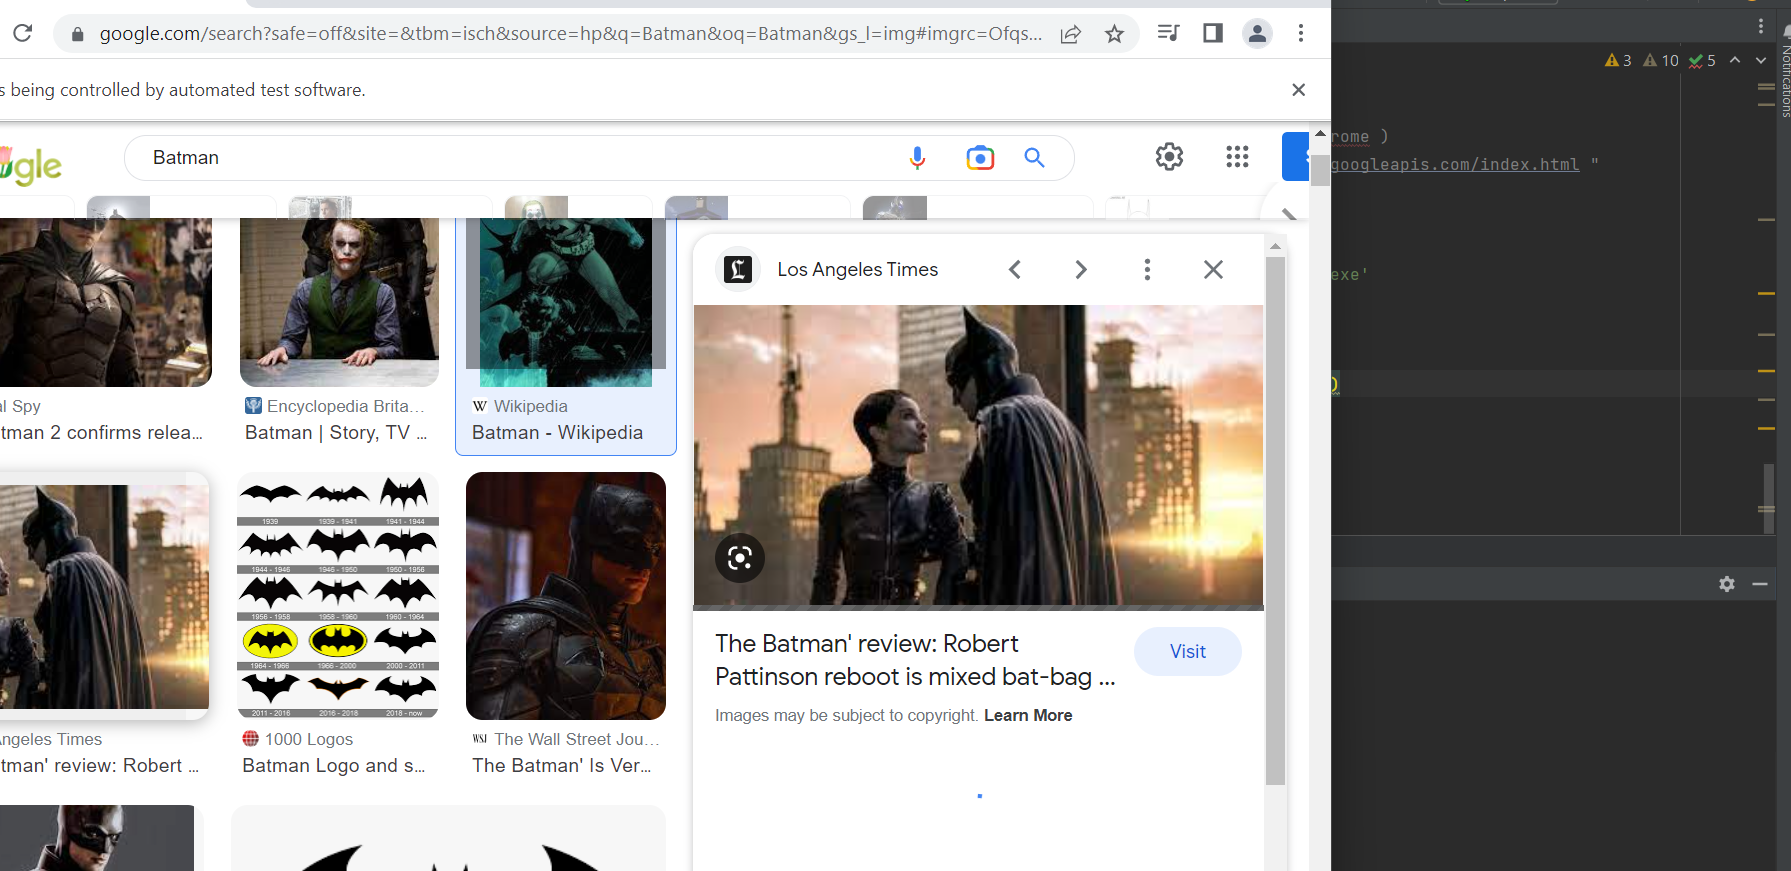 google.com/search?safe=off&site=&tbm=isch&source=hp&q=Batman&oq=Batman&gs_l=img#imgrc=Ofqs...
3 10 5
Notifications
s being controlled by automated test software.
rome )
googleapis.com/index.html "
exe'
gle
Batman
Los Angeles Times
al Spy
tman 2 confirms relea...
Encyclopedia Brita...
Batman | Story, TV ...
W Wikipedia
Batman - Wikipedia
1939
1939 - 1941
1941 - 1944
1944 - 1946
1946 - 1950
1950 - 1956
1956 - 1958
1958 - 1960
1960 - 1964
1964 - 1966
1966 - 2000
2000 - 2011
2011 - 2016
2016 - 2018
2018 - now
The Batman' review: Robert
Pattinson reboot is mixed bat-bag ...
Visit
Images may be subject to copyright. Learn More
ngeles Times
tman' review: Robert ...
1000 Logos
Batman Logo and s...
WSJ The Wall Street Jou...
The Batman' Is Ver...